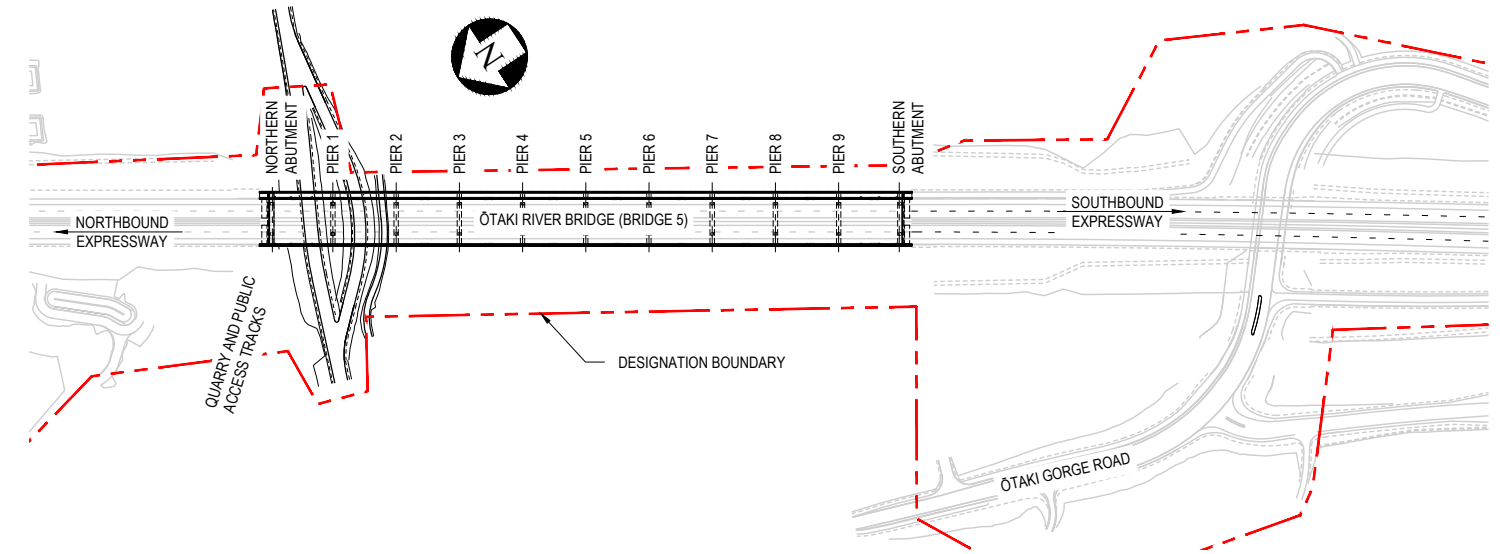 N
NORTHERN
ABUTMENT
PIER 1
PIER 2
PIER 3
PIER 4
PIER 5
PIER 6
PIER 7
PIER 8
PIER 9
SOUTHERN
ABUTMENT
NORTHBOUND
EXPRESSWAY
ŌTAKI RIVER BRIDGE (BRIDGE 5)
SOUTHBOUND
EXPRESSWAY
QUARRY AND PUBLIC
ACCESS TRACKS
DESIGNATION BOUNDARY
ŌTAKI GORGE ROAD